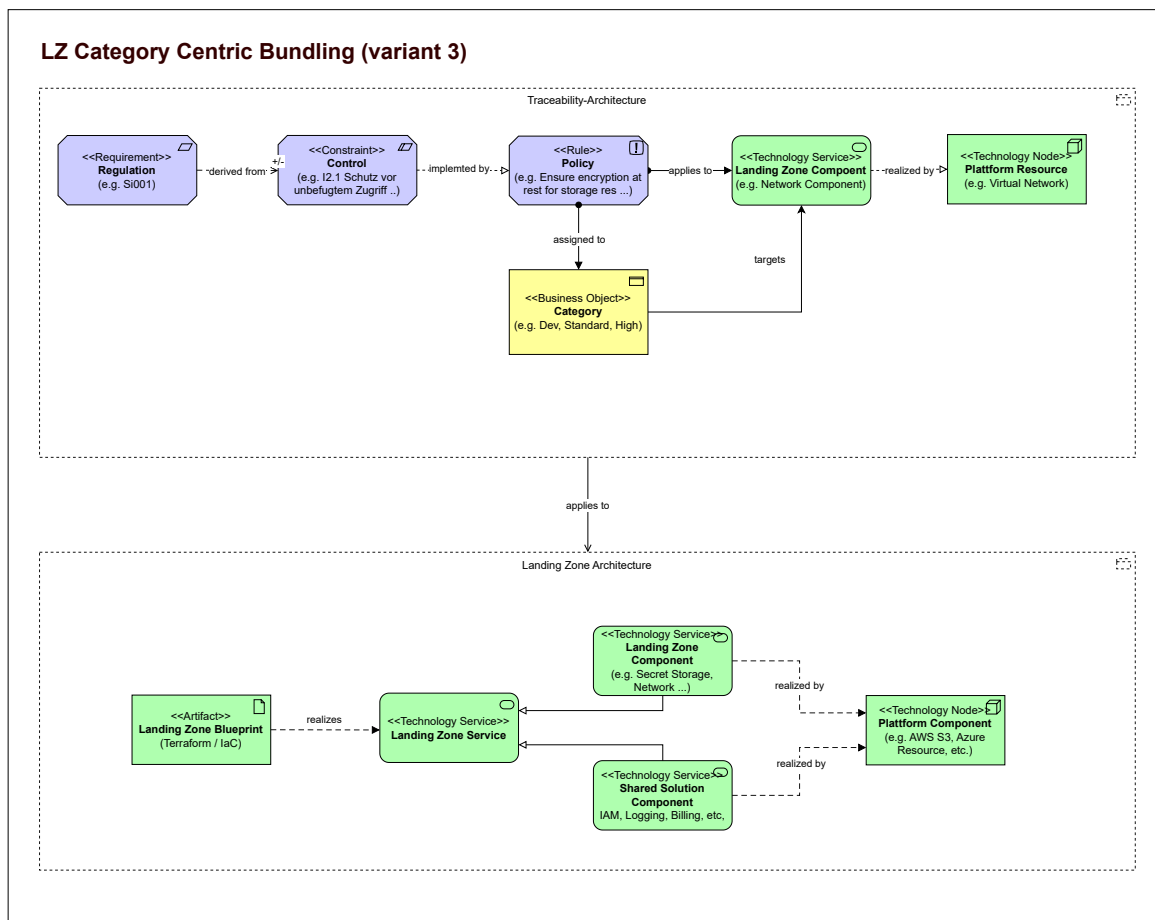 LZ Category Centric Bundling (variant 3)
Traceability-Architecture
<<Requirement>>
Regulation
(e.g. Si001)
derived from
+/-
<<Constraint>>
Control
(e.g. I2.1 Schutz vor
unbefugtem Zugriff ..)
implemted by
<<Rule>>
Policy
(e.g. Ensure encryption at
rest for storage res ...)
applies to
<<Technology Service>>
Landing Zone Compoent
(e.g. Network Component)
realized by
<<Technology Node>>
Plattform Resource
(e.g. Virtual Network)
assigned to
targets
<<Business Object>>
Category
(e.g. Dev, Standard, High)
applies to
Landing Zone Architecture
<<Artifact>>
Landing Zone Blueprint
(Terraform / IaC)
realizes
<<Technology Service>>
Landing Zone Service
<<Technology Service>>
Landing Zone
Component
(e.g. Secret Storage,
Network ...)
realized by
<<Technology Node>>
Plattform Component
(e.g. AWS S3, Azure
Resource, etc.)
realized by
<<Technology Service>>
Shared Solution
Component
IAM, Logging, Billing, etc,